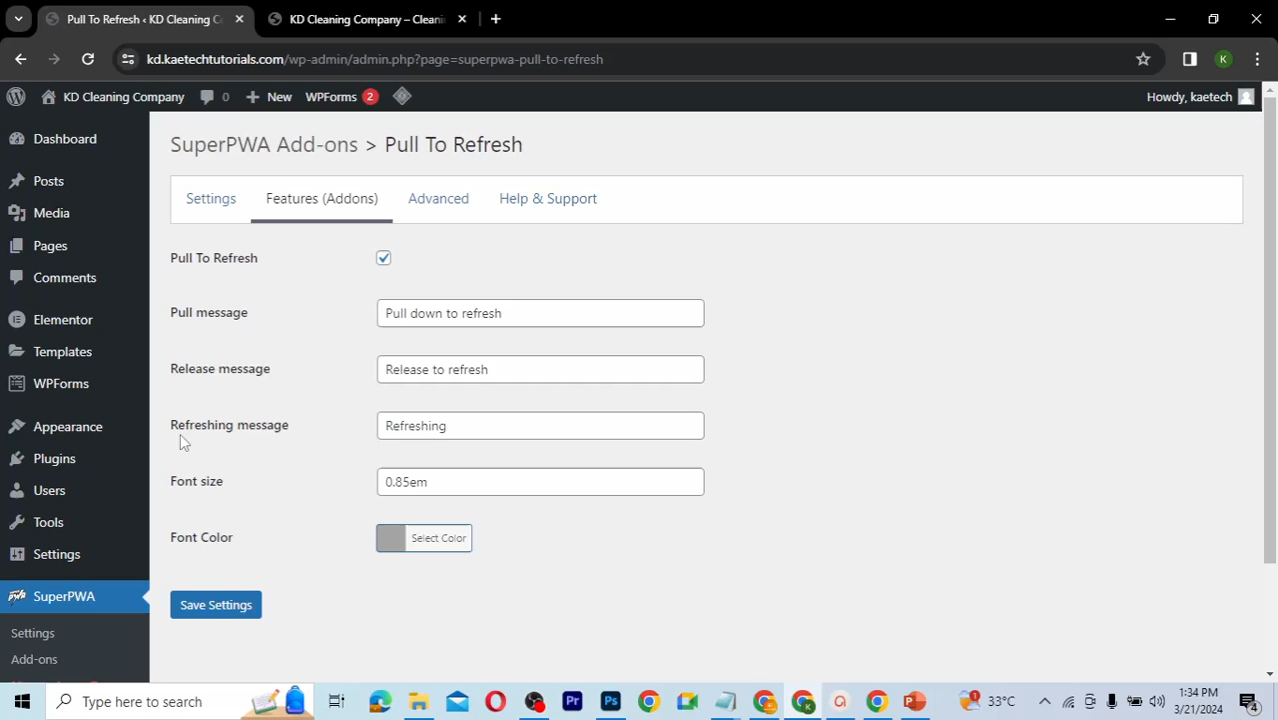 Pull To Refresh ‹ KD Cleaning C
KD Cleaning Company – Cleani
kd.kaetechtutorials.com/wp-admin/admin.php?page=superpwa-pull-to-refresh
K
KD Cleaning Company
0
New
WPForms 2
Howdy, kaetech
Dashboard
Posts
Media
Pages
Comments
Elementor
Templates
WPForms
Appearance
Plugins
Users
Tools
Settings
SuperPWA
Settings
Add-ons
SuperPWA Add-ons > Pull To Refresh
Settings
Features (Addons)
Advanced
Help & Support
Pull To Refresh
Pull message
Pull down to refresh
Release message
Release to refresh
Refreshing message
Refreshing
Font size
0.85em
Font Color
Select Color
Save Settings
Type here to search
Pr
Ps
33°C
1:34 PM
3/21/2024
4